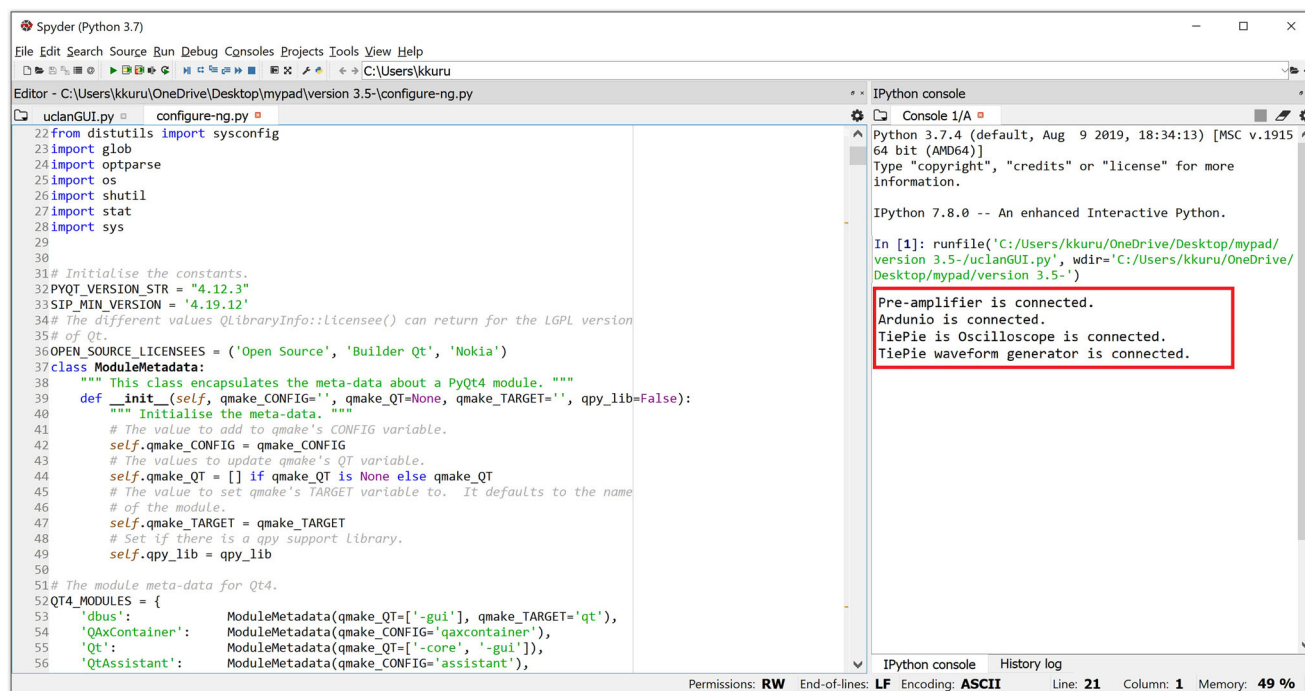 Spyder (Python 3.7)
File Edit Search Source Run Debug Consoles Projects Tools View Help
C:\Users\kkuru
Editor - C:\Users\kkuru\OneDrive\Desktop\mypad\version 3.5-\configure-ng.py
uclanGUI.py configure-ng.py
22 from distutils import sysconfig
23 import glob
24 import optparse
25 import os
26 import shutil
27 import stat
28 import sys
29
30
31 # Initialise the constants.
32 PYQT_VERSION_STR = "4.12.3"
33 SIP_MIN_VERSION = '4.19.12'
34 # The different values QLibraryInfo::licensee() can return for the LGPL version
35 # of Qt.
36 OPEN_SOURCE_LICENSEES = ('Open Source', 'Builder Qt', 'Nokia')
37 class ModuleMetadata:
38     """ This class encapsulates the meta-data about a PyQt4 module. """
39     def __init__(self, qmake_CONFIG='', qmake_QT=None, qmake_TARGET='', qpy_lib=False):
40         """ Initialise the meta-data. """
41         # The value to add to qmake's CONFIG variable.
42         self.qmake_CONFIG = qmake_CONFIG
43         # The values to update qmake's QT variable.
44         self.qmake_QT = [] if qmake_QT is None else qmake_QT
45         # The value to set qmake's TARGET variable to.  It defaults to the name
46         # of the module.
47         self.qmake_TARGET = qmake_TARGET
48         # Set if there is a qpy support library.
49         self.qpy_lib = qpy_lib
50
51 # The module meta-data for Qt4.
52 QT4_MODULES = {
53     'dbus':             ModuleMetadata(qmake_QT=['-gui'], qmake_TARGET='qt'),
54     'QAxContainer':     ModuleMetadata(qmake_CONFIG='qaxcontainer'),
55     'Qt':               ModuleMetadata(qmake_QT=['-core', '-gui']),
56     'QtAssistant':      ModuleMetadata(qmake_CONFIG='assistant'),
IPython console
Console 1/A
Python 3.7.4 (default, Aug  9 2019, 18:34:13) [MSC v.1915
64 bit (AMD64)]
Type "copyright", "credits" or "license" for more
information.
IPython 7.8.0 -- An enhanced Interactive Python.
In [1]: runfile('C:/Users/kkuru/OneDrive/Desktop/mypad/
version 3.5-/uclanGUI.py', wdir='C:/Users/kkuru/OneDrive/
Desktop/mypad/version 3.5-')
Pre-amplifier is connected.
Ardunio is connected.
TiePie is Oscilloscope is connected.
TiePie waveform generator is connected.
IPython console History log
Permissions: RW End-of-lines: LF Encoding: ASCII Line: 21 Column: 1 Memory: 49 %